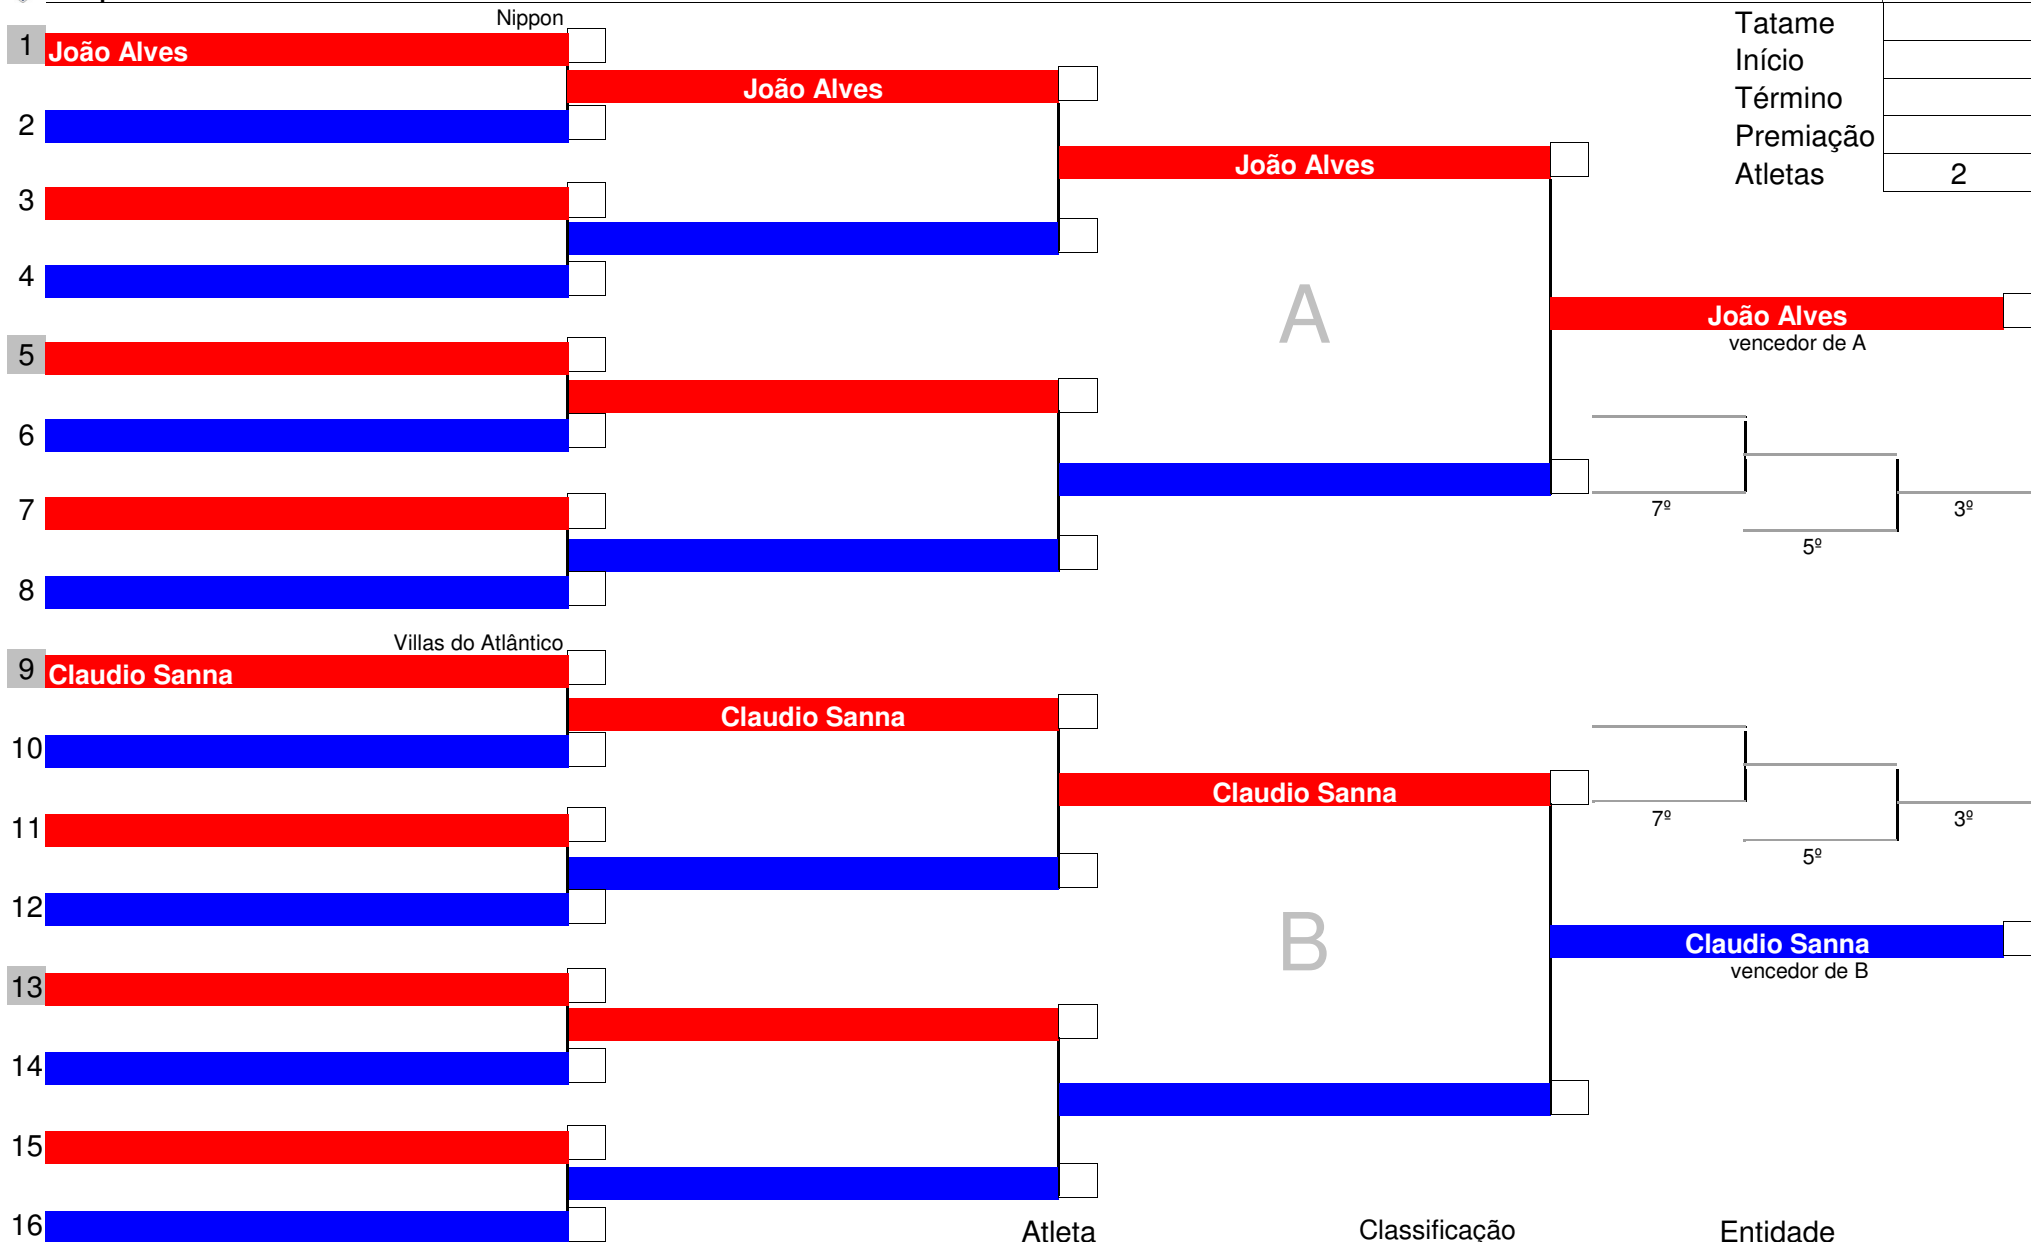 Nippon
Tatame
1 João Alves
Início
João Alves
Término
2
Premiação
João Alves
Atletas 2
3
4
A
João Alves
vencedor de A
5
6
7
7º 3º
5º
8
Villas do Atlântico
9 Claudio Sanna
Claudio Sanna
10
Claudio Sanna
11
7º 3º
5º
12
B
Claudio Sanna
vencedor de B
13
14
15
16
Atleta Classificação Entidade